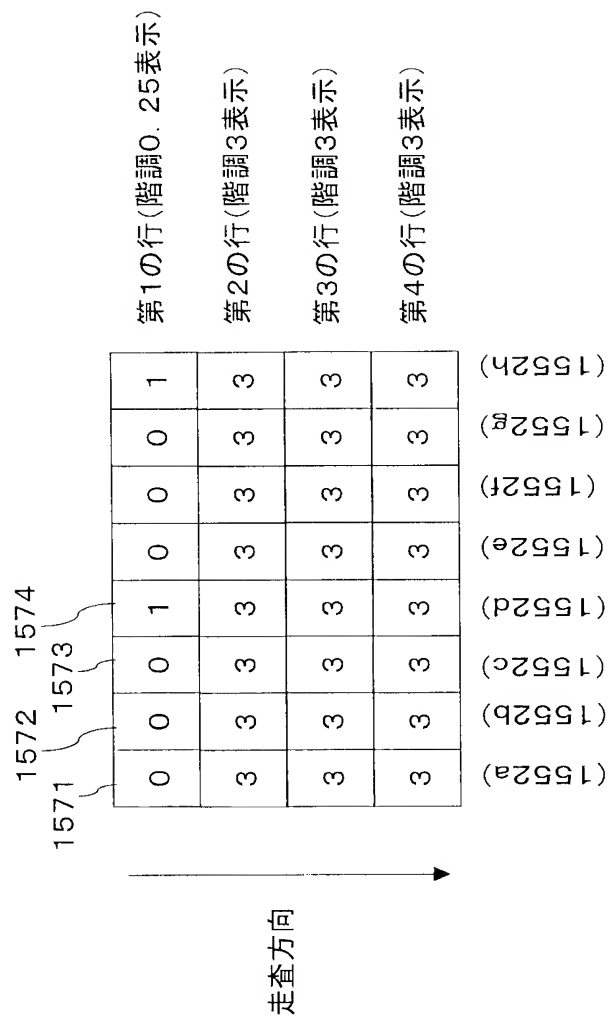 1571 1572 1573 1574
0 0 0 1 0 0 0 1 第1の行(階調0.25表示)
3 3 3 3 3 3 3 3 第2の行(階調3表示)
3 3 3 3 3 3 3 3 第3の行(階調3表示)
3 3 3 3 3 3 3 3 第4の行(階調3表示)
(1552a) (1552b) (1552c) (1552d) (1552e) (1552f) (1552g) (1552h)
走査方向